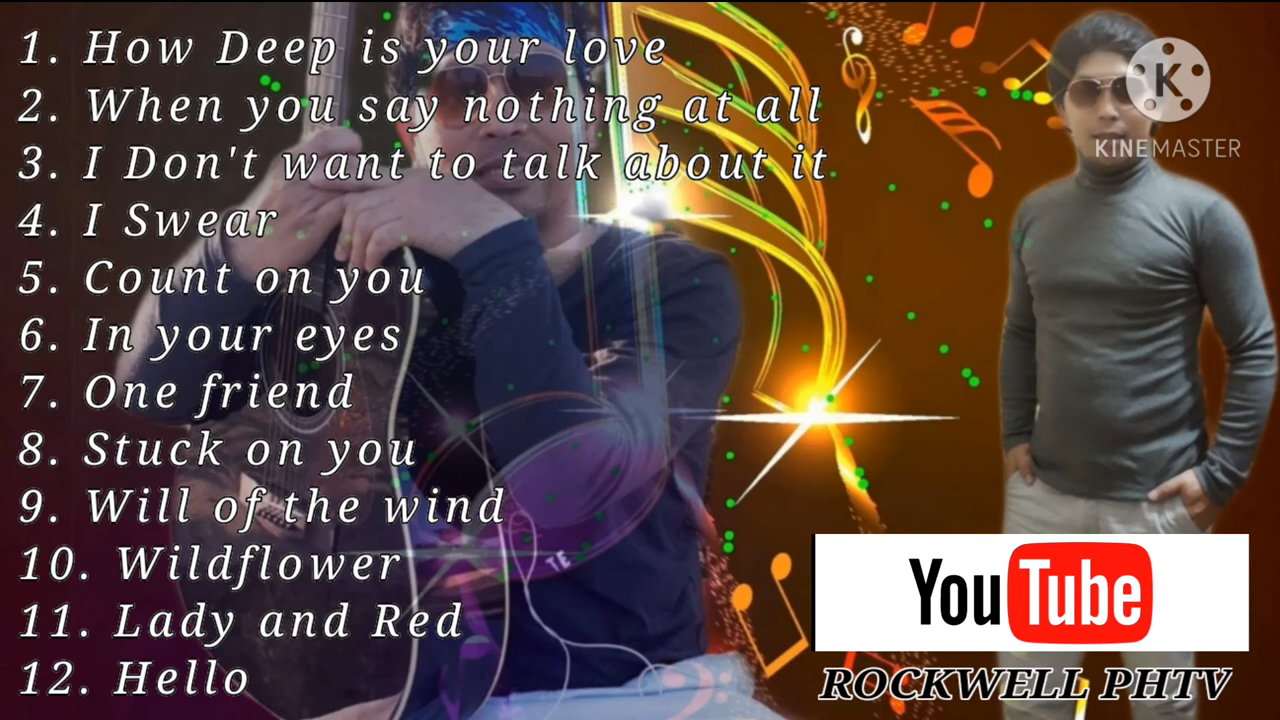 1. How Deep is your love
2. When you say nothing at all
3. I Don't want to talk about it
4. I Swear
5. Count on you
6. In your eyes
7. One friend
8. Stuck on you
9. Will of the wind
10. Wildflower
11. Lady and Red
12. Hello
K
KINEMASTER
TE
YouTube
ROCKWELL PHTV